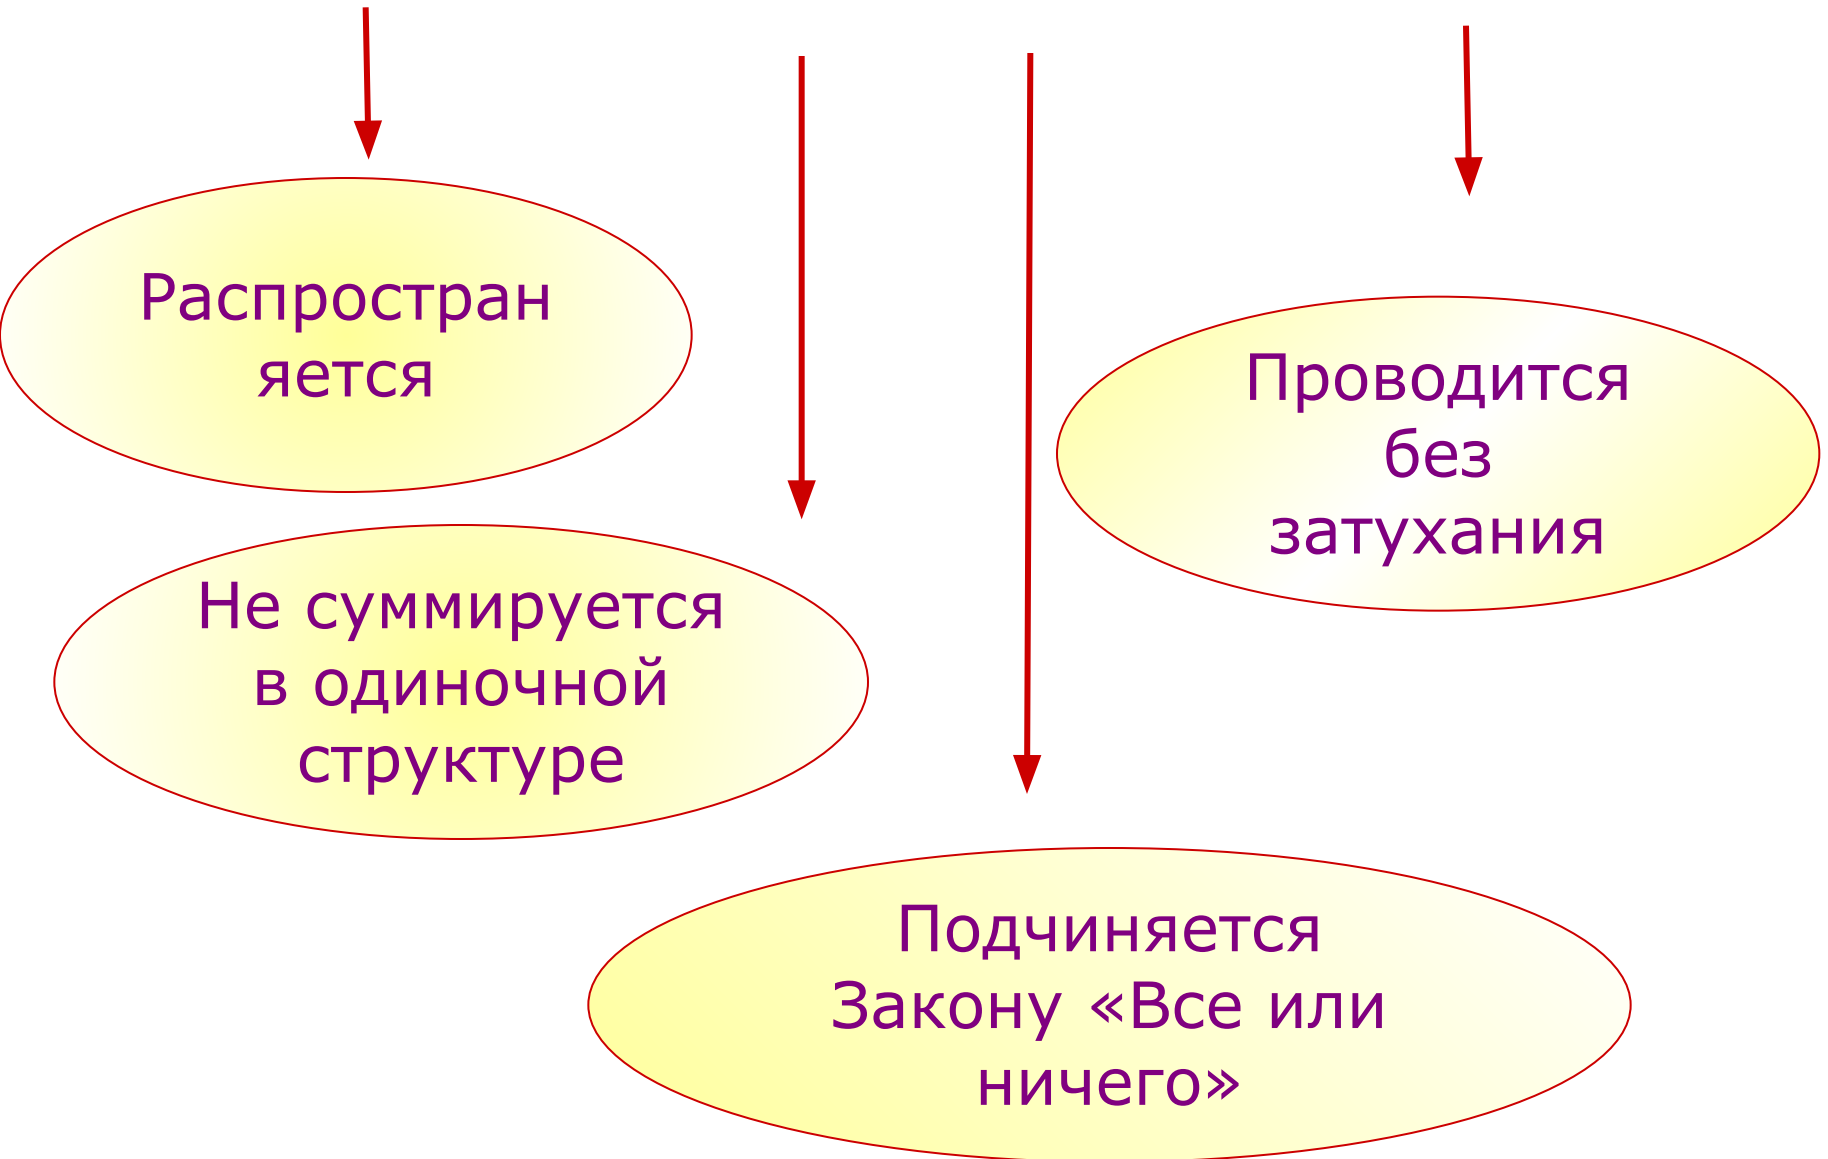 Распростран
яется
Проводится
без
затухания
Не суммируется
в одиночной
структуре
Подчиняется
Закону «Все или
ничего»